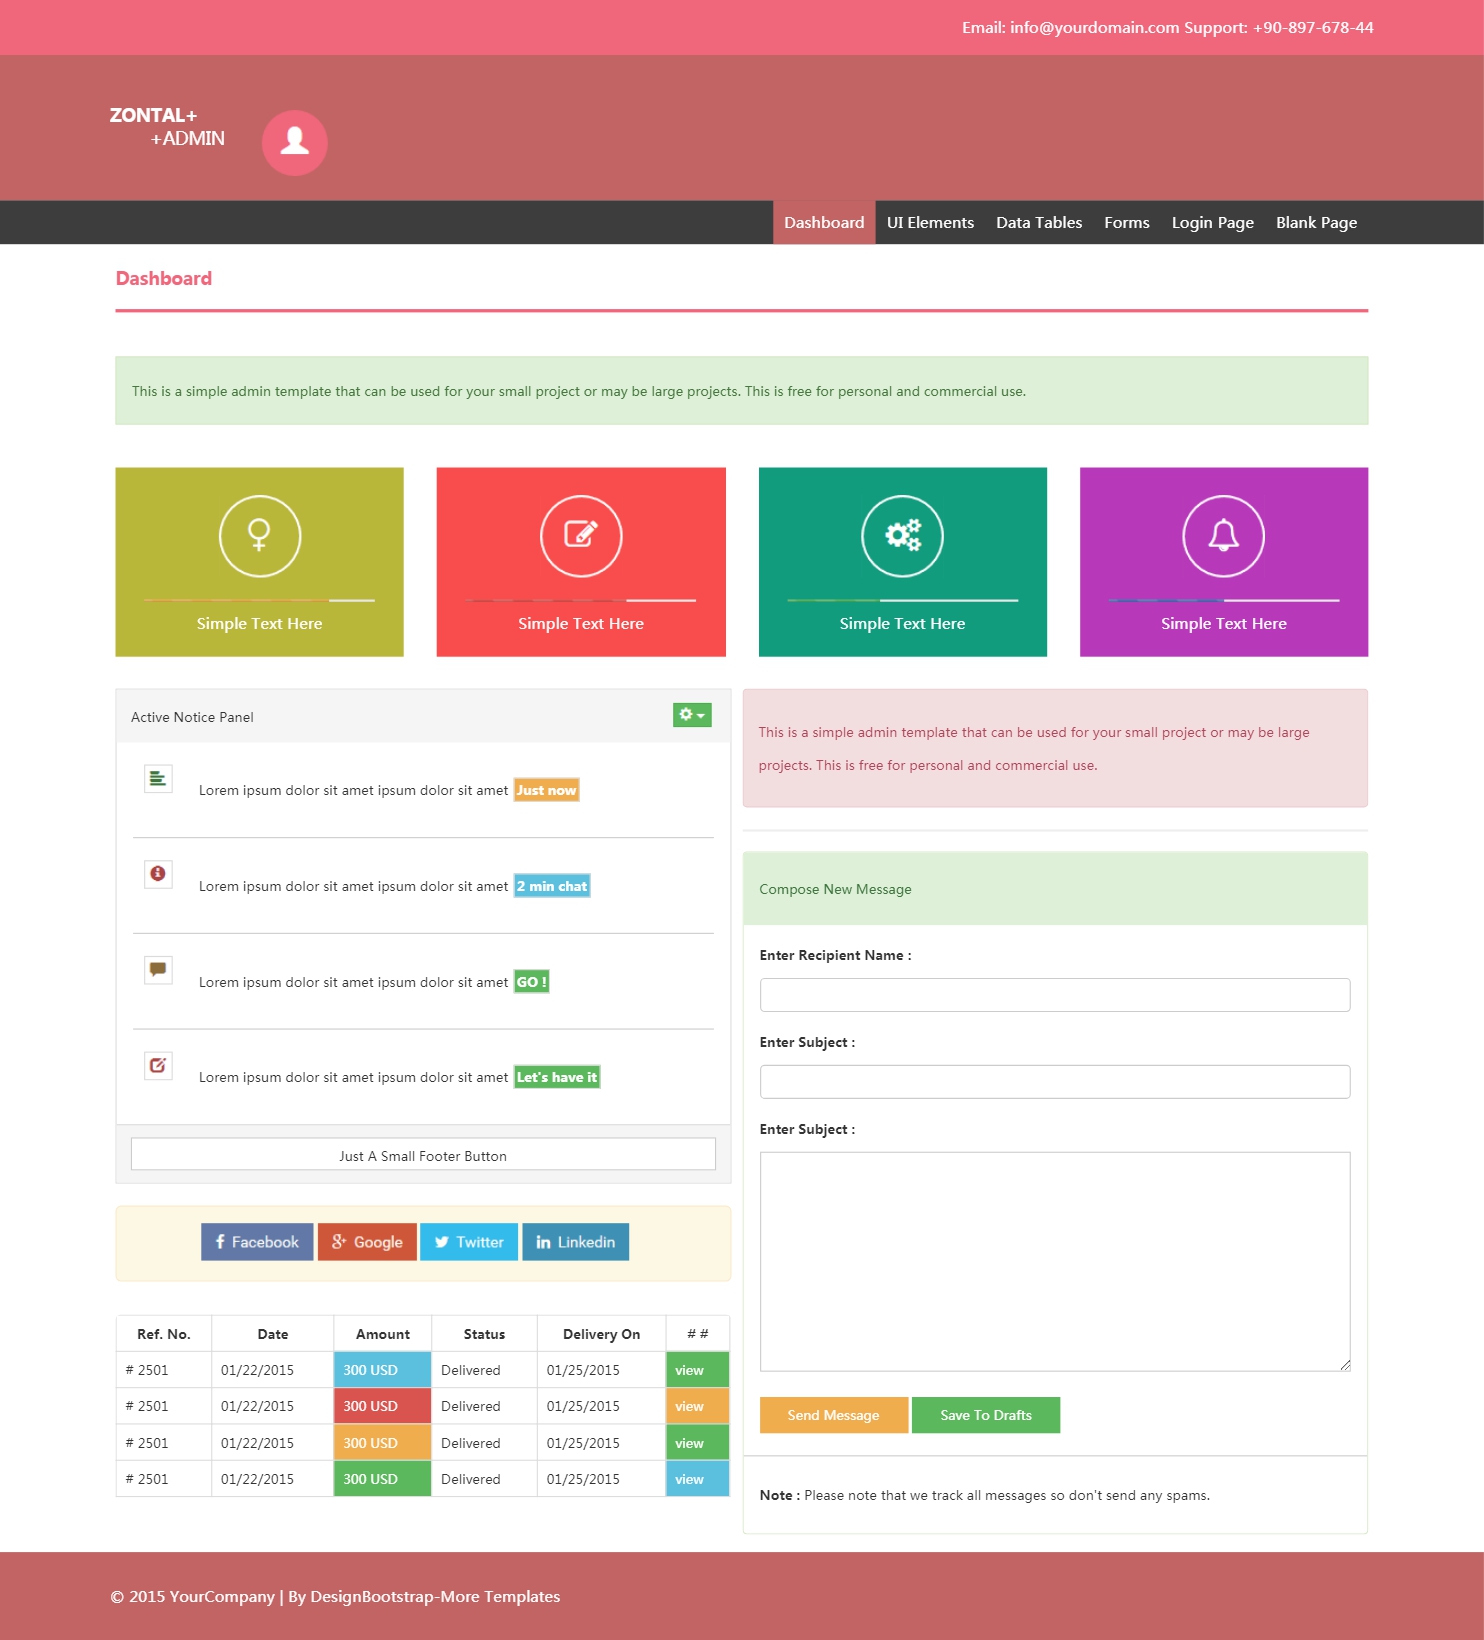 Email: info@yourdomain.com Support: +90-897-678-44
ZONTAL+
+ADMIN
Dashboard UI Elements Data Tables Forms Login Page Blank Page
Dashboard
This is a simple admin template that can be used for your small project or may be large projects. This is free for personal and commercial use.
Simple Text Here Simple Text Here Simple Text Here Simple Text Here
Active Notice Panel
Lorem ipsum dolor sit amet ipsum dolor sit amet Just now
Lorem ipsum dolor sit amet ipsum dolor sit amet 2 min chat
Lorem ipsum dolor sit amet ipsum dolor sit amet GO !
Lorem ipsum dolor sit amet ipsum dolor sit amet Let's have it
Just A Small Footer Button
Facebook Google Twitter Linkedin
Ref. No. Date Amount Status Delivery On # #
# 2501 01/22/2015 300 USD Delivered 01/25/2015 view
# 2501 01/22/2015 300 USD Delivered 01/25/2015 view
# 2501 01/22/2015 300 USD Delivered 01/25/2015 view
# 2501 01/22/2015 300 USD Delivered 01/25/2015 view
This is a simple admin template that can be used for your small project or may be large
projects. This is free for personal and commercial use.
Compose New Message
Enter Recipient Name :
Enter Subject :
Enter Subject :
Send Message Save To Drafts
Note : Please note that we track all messages so don't send any spams.
© 2015 YourCompany | By DesignBootstrap-More Templates